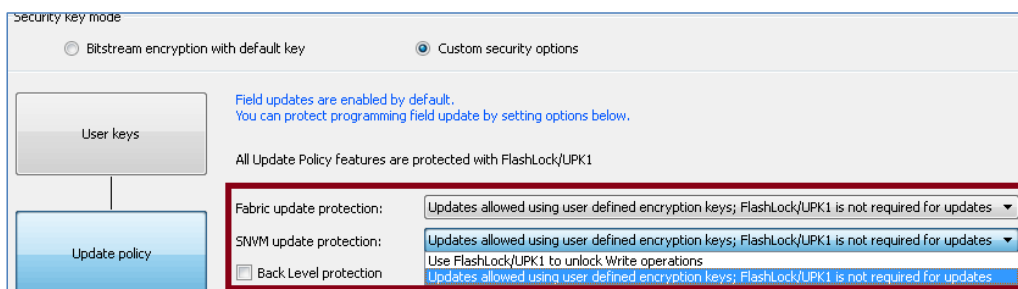 Security key mode
Bitstream encryption with default key
Custom security options
User keys
Field updates are enabled by default.
You can protect programming field update by setting options below.
All Update Policy features are protected with FlashLock/UPK1
Update policy
Fabric update protection:
Updates allowed using user defined encryption keys; FlashLock/UPK1 is not required for updates
SNVM update protection:
Updates allowed using user defined encryption keys; FlashLock/UPK1 is not required for updates
Use FlashLock/UPK1 to unlock Write operations
Back Level protection
Updates allowed using user defined encryption keys; FlashLock/UPK1 is not required for updates